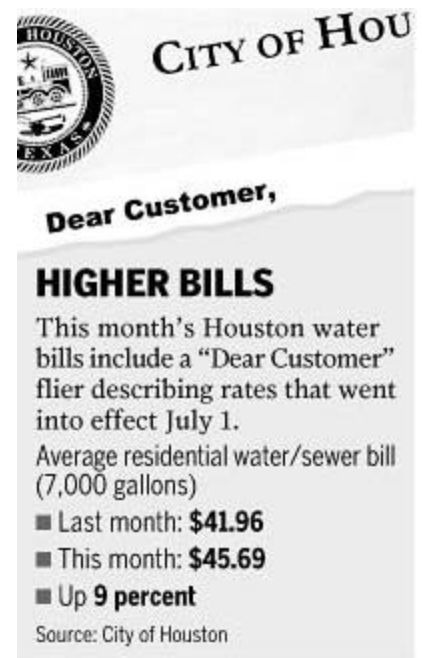 HOUSTON
TEXAS
CITY OF HOU
Dear Customer,
HIGHER BILLS
This month's Houston water
bills include a “Dear Customer”
flier describing rates that went
into effect July 1.
Average residential water/sewer bill
(7,000 gallons)
■ Last month: $41.96
■ This month: $45.69
■ Up 9 percent
Source: City of Houston